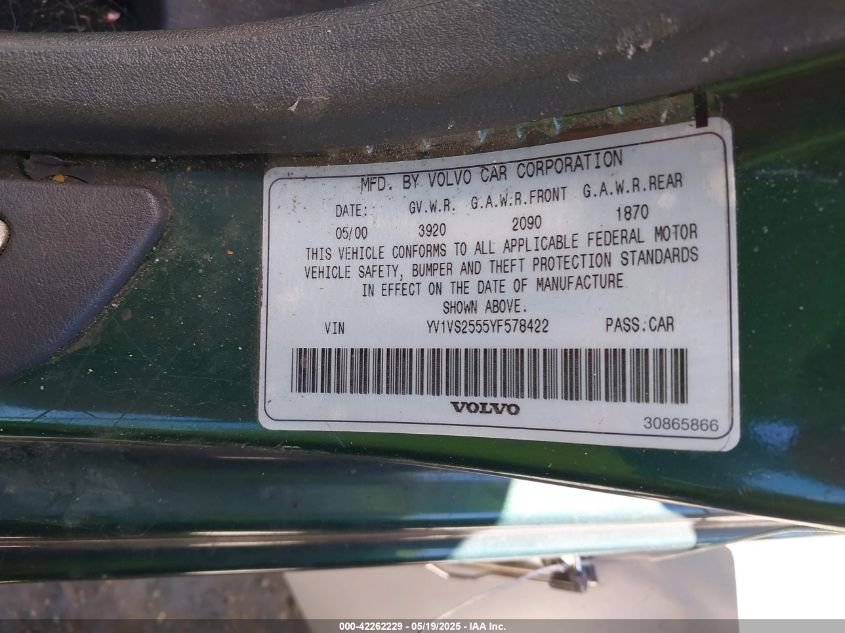 MFD. BY VOLVO CAR CORPORATION
DATE: GV.W.R. G.A.W.R.FRONT G.A.W.R.REAR
05/00 3920 2090 1870
THIS VEHICLE CONFORMS TO ALL APPLICABLE FEDERAL MOTOR
VEHICLE SAFETY, BUMPER AND THEFT PROTECTION STANDARDS
IN EFFECT ON THE DATE OF MANUFACTURE
SHOWN ABOVE.
VIN YV1VS2555YF578422 PASS.CAR
VOLVO
30865866
000-42262229 - 05/19/2025 - IAA Inc.